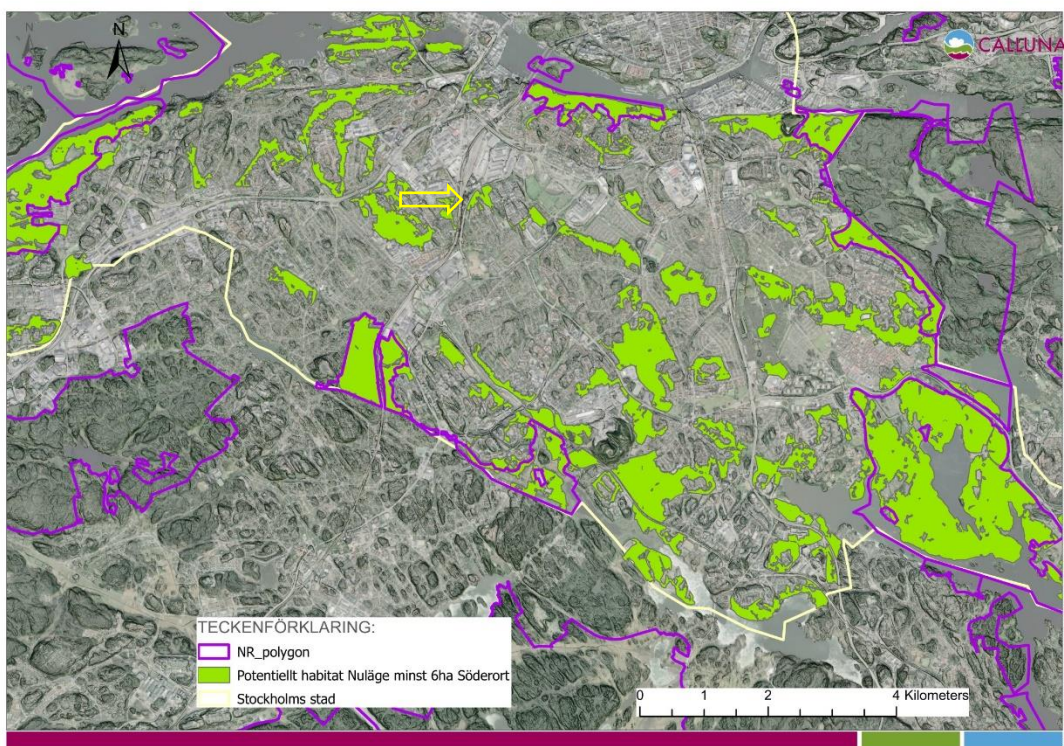 N
N
CALLUNA
TECKENFÖRKLARING:
NR_polygon
Potentiellt habitat Nuläge minst 6ha Söderort
Stockholms stad
0 1 2 4 Kilometers